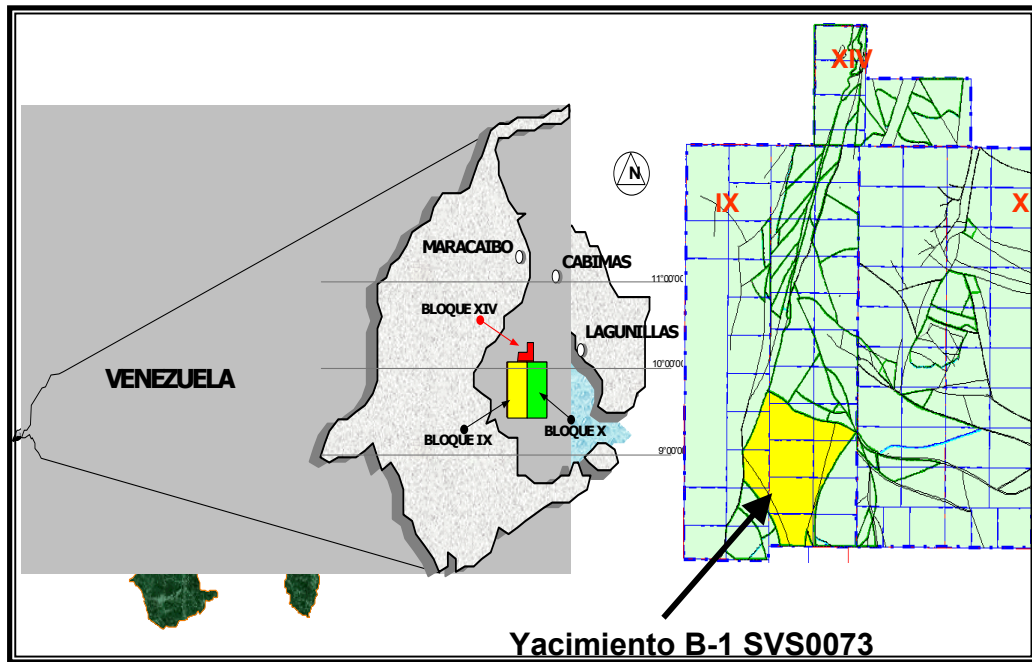 XIV
IX
X
N
MARACAIBO
CABIMAS
11°00'00
BLOQUE XIV
LAGUNILLAS
10°00'00
VENEZUELA
BLOQUE IX
BLOQUE X
9°00'00
Yacimiento B-1 SVS0073